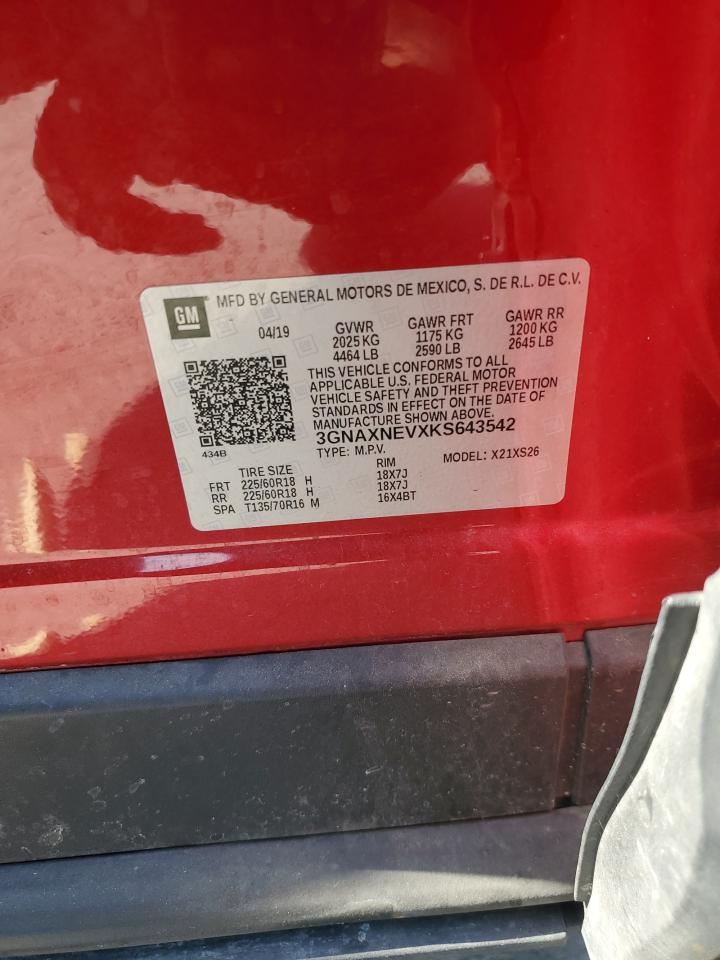 GM MFD BY GENERAL MOTORS DE MEXICO, S. DE R.L. DE C.V.
04/19 GVWR GAWR FRT GAWR RR
2025 KG 1175 KG 1200 KG
4464 LB 2590 LB 2645 LB
THIS VEHICLE CONFORMS TO ALL
APPLICABLE U.S. FEDERAL MOTOR
VEHICLE SAFETY AND THEFT PREVENTION
STANDARDS IN EFFECT ON THE DATE OF
MANUFACTURE SHOWN ABOVE.
3GNAXNEVXKS643542
434B
TYPE: M.P.V. MODEL: X21XS26
TIRE SIZE RIM
FRT 225/60R18 H 18X7J
RR 225/60R18 H 18X7J
SPA T135/70R16 M 16X4BT